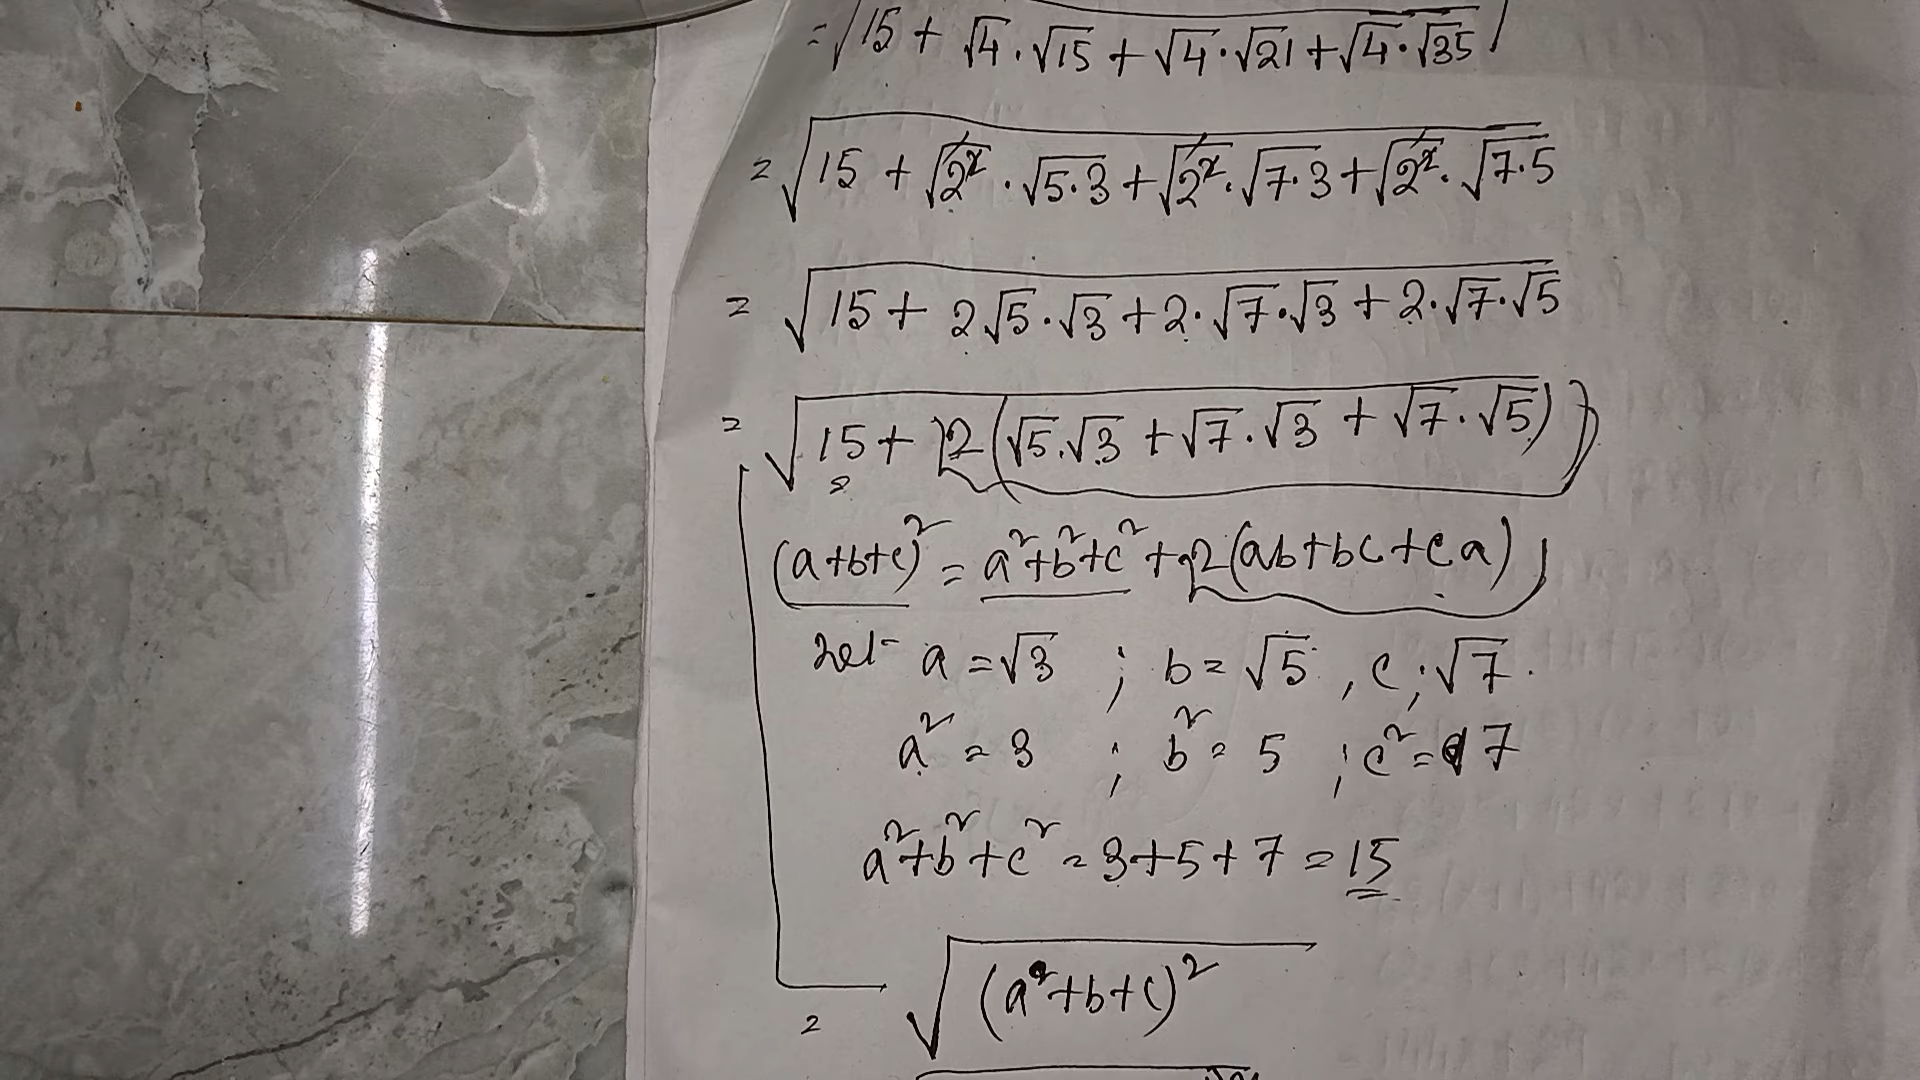 = √15 + √4 . √15 + √4 · √21 + √4 · √35
= √15 + √2² . √5·3 + √2² . √7·3 + √2² . √7·5
= √15 + 2√5 · √3 + 2 · √7 · √3 + 2 · √7 · √5
= √15 + 2(√5 . √3 + √7 . √3 + √7 . √5)
(a+b+c)² = a²+b²+c² + 2(ab+bc+ca)
Let a = √3 ; b = √5 , c ; √7 .
a² = 3 ; b² = 5 ; c² = 7
a²+b²+c² = 3+5+7 = 15
= √(a+b+c)²